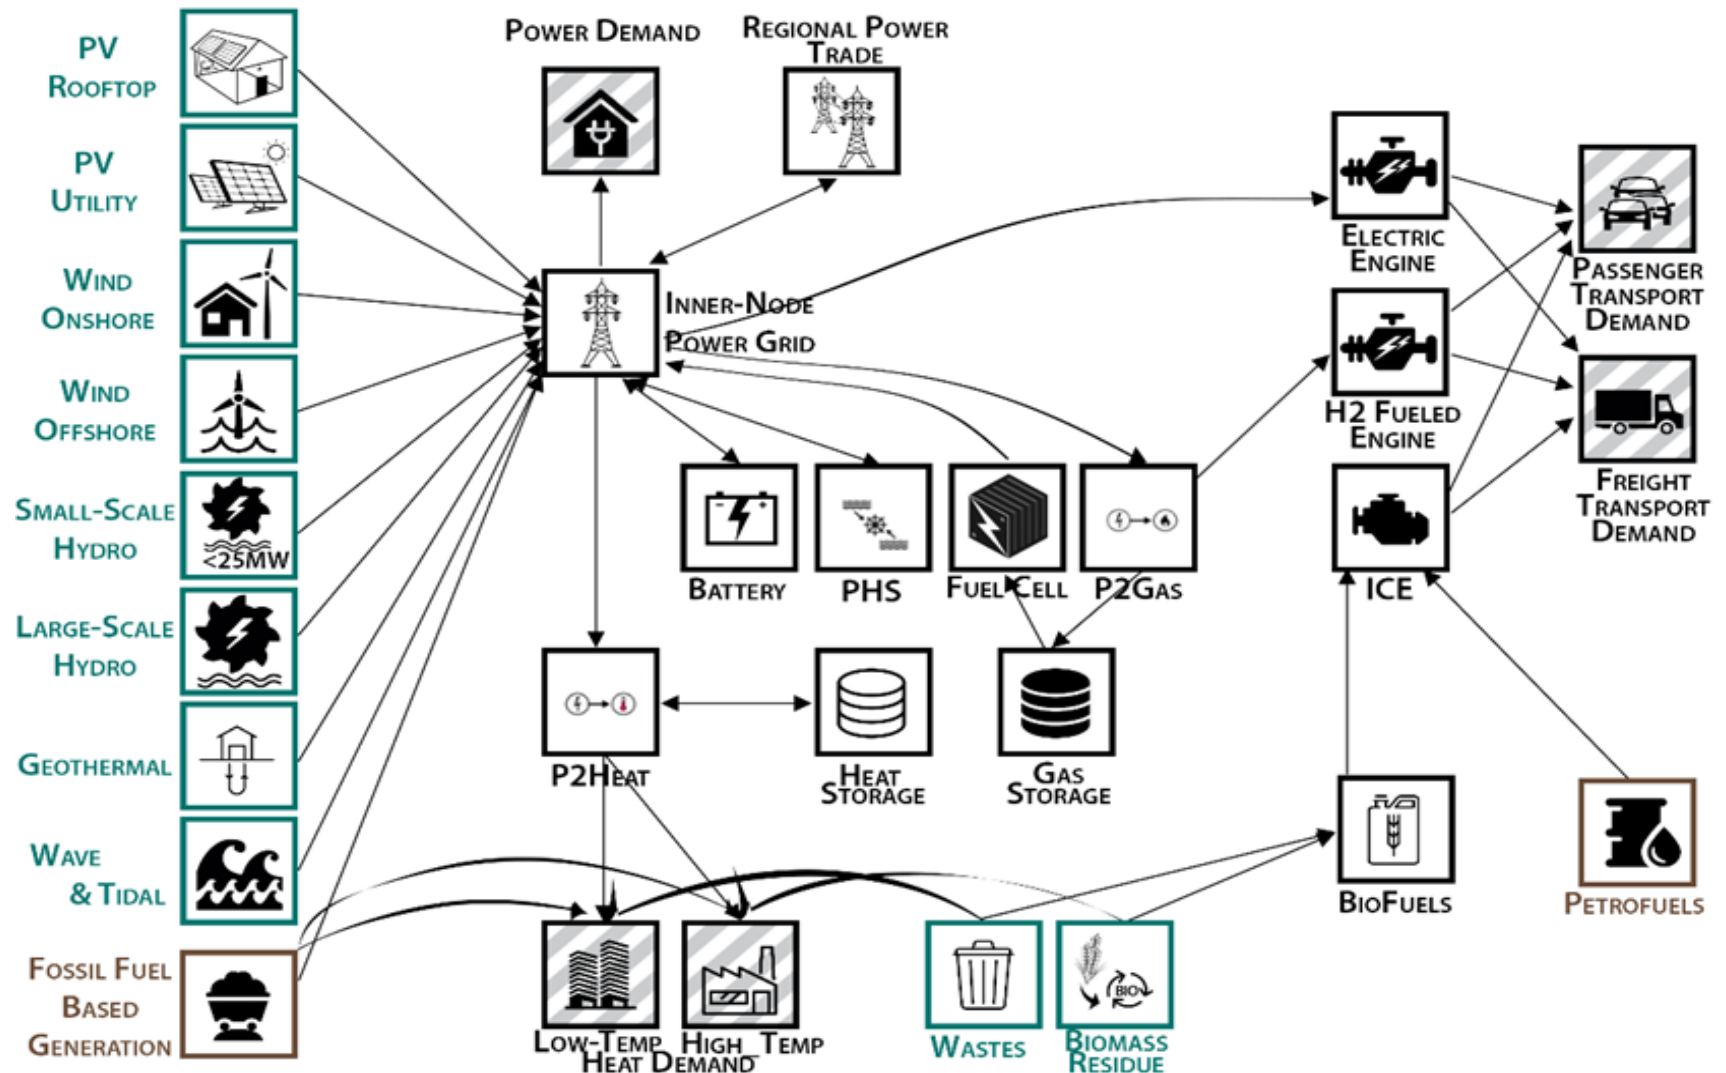 PV
ROOFTOP
PV
UTILITY
WIND
ONSHORE
WIND
OFFSHORE
SMALL-SCALE
HYDRO
<25MW
LARGE-SCALE
HYDRO
GEOTHERMAL
WAVE
& TIDAL
FOSSIL FUEL
BASED
GENERATION
POWER DEMAND
REGIONAL POWER
TRADE
INNER-NODE
POWER GRID
BATTERY
PHS
FUEL CELL
P2GAS
P2HEAT
HEAT
STORAGE
GAS
STORAGE
LOW-TEMP
HIGH_TEMP
HEAT DEMAND
WASTES
BIO
BIOMASS
RESIDUE
ELECTRIC
ENGINE
H2 FUELED
ENGINE
ICE
BIOFUELS
PETROFUELS
PASSENGER
TRANSPORT
DEMAND
FREIGHT
TRANSPORT
DEMAND